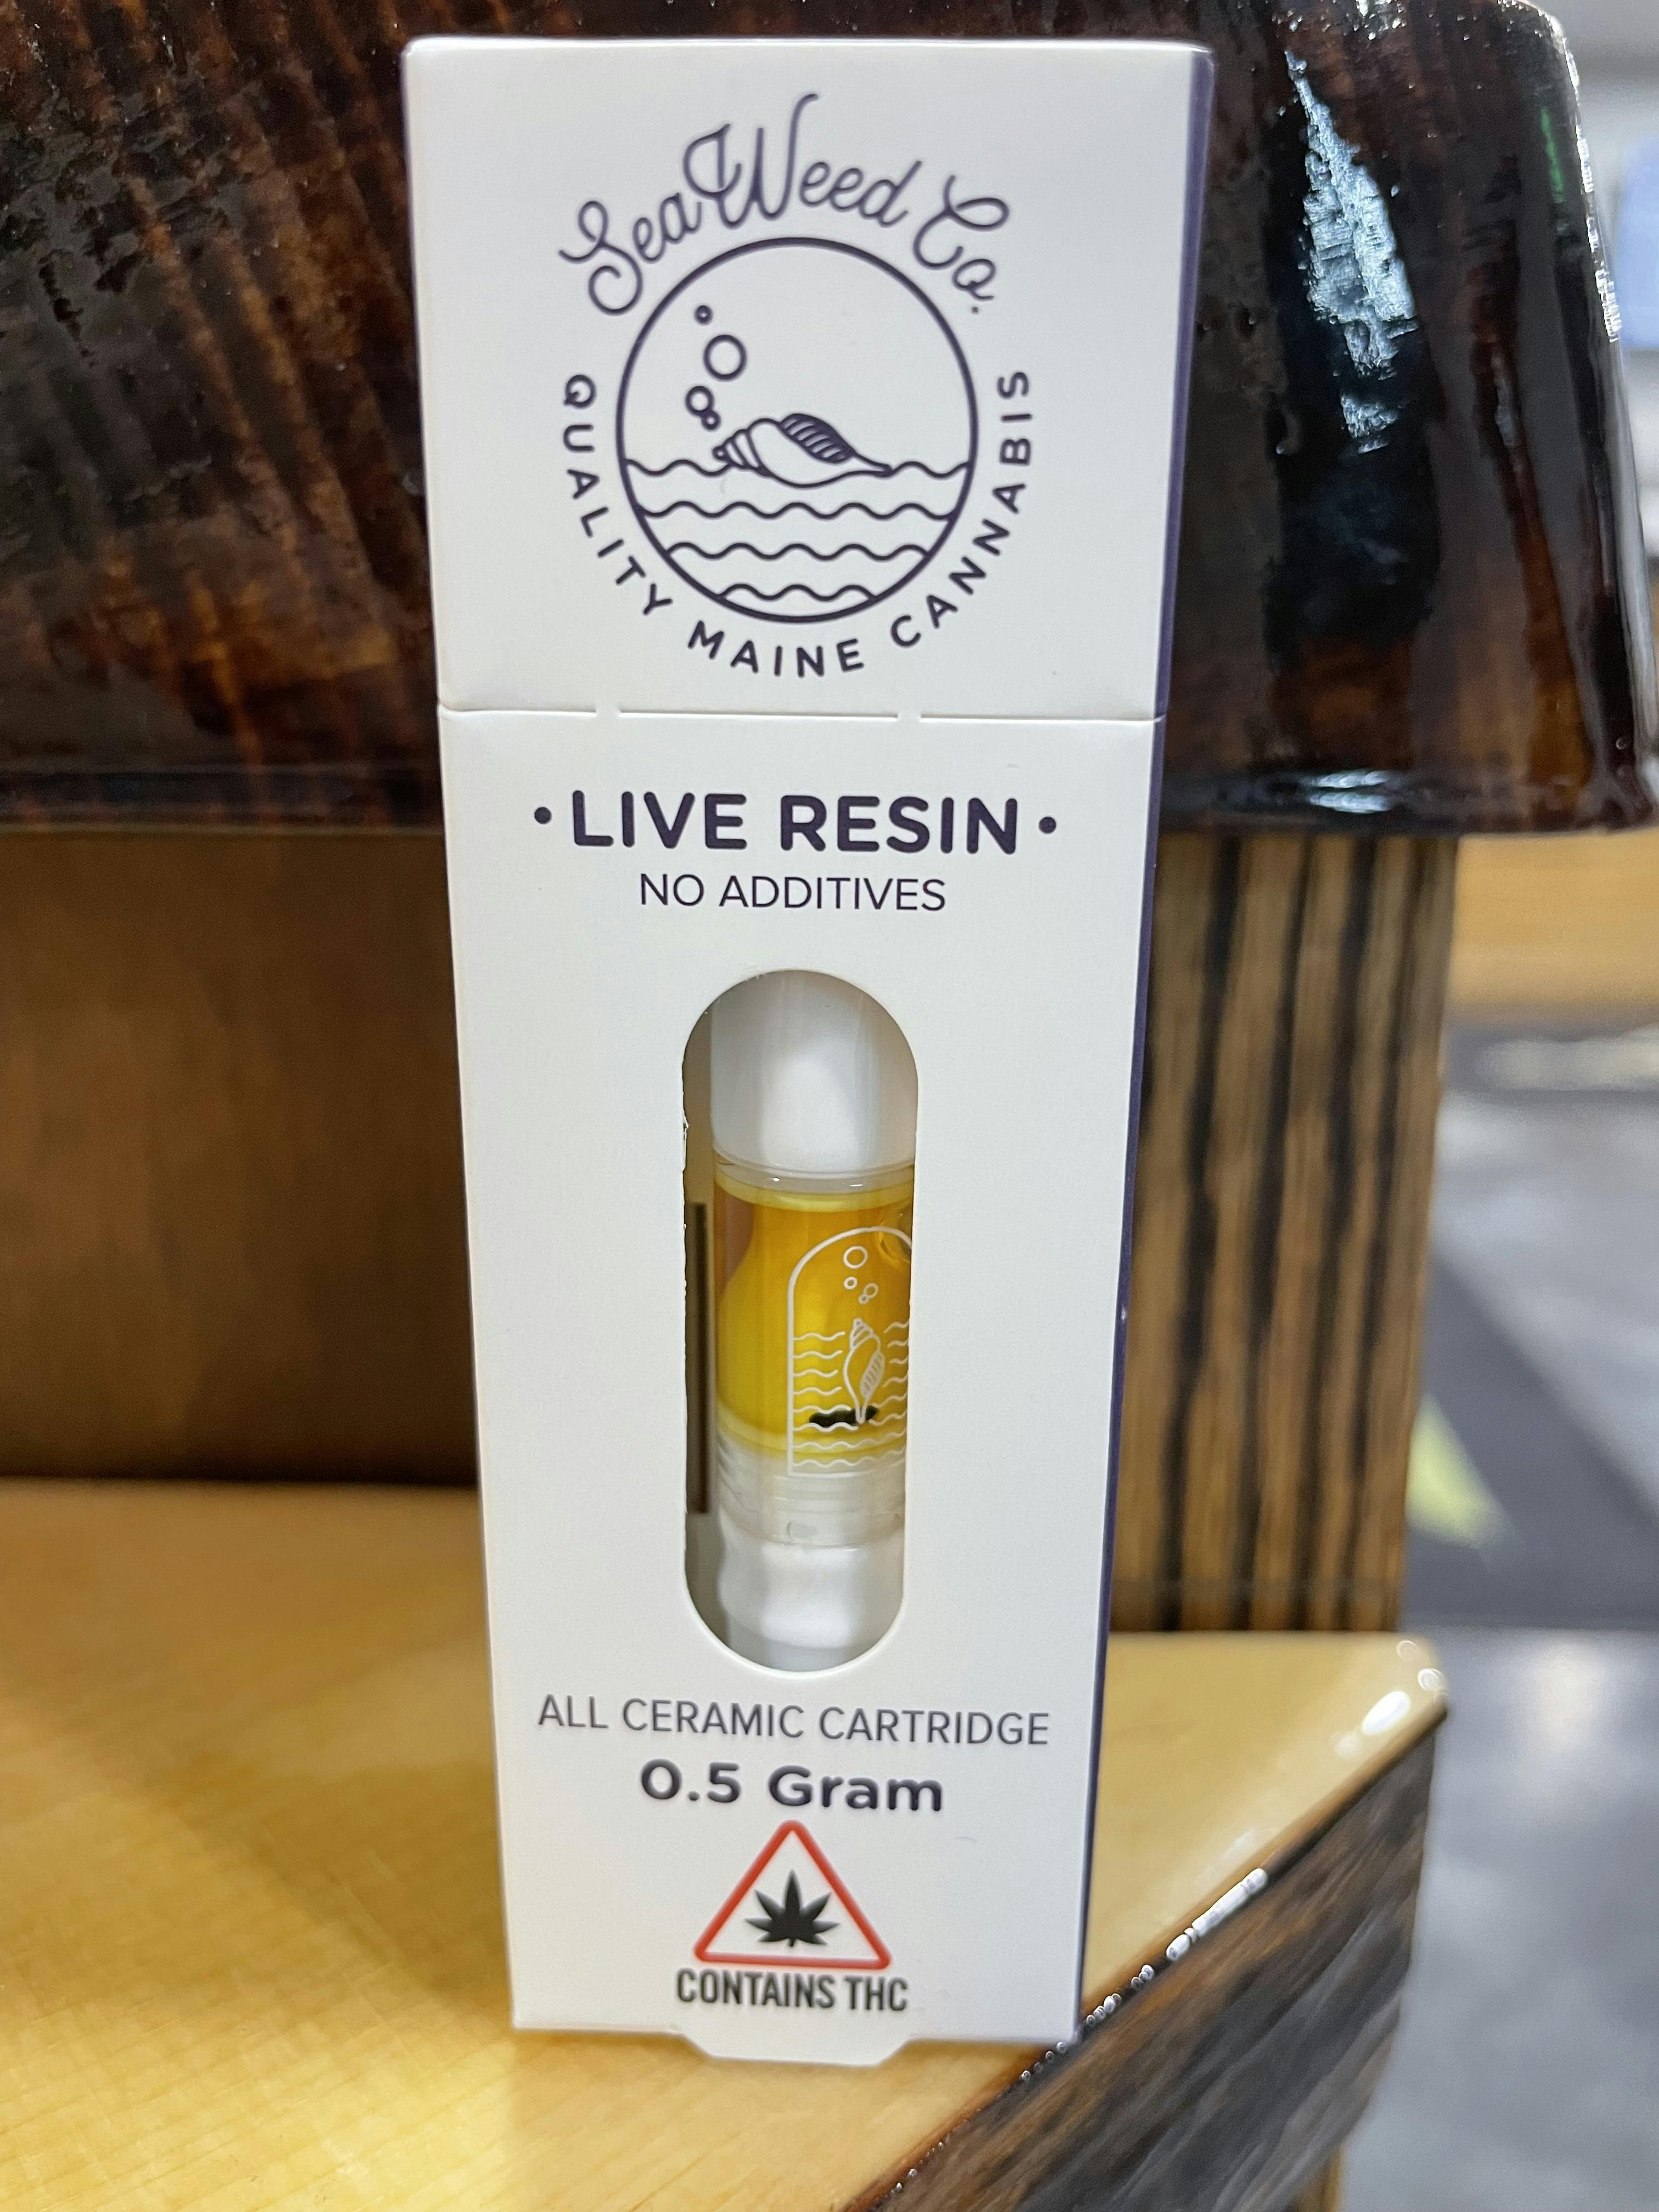 SeaWeed Co.
QUALITY MAINE CANNABIS
• LIVE RESIN •
NO ADDITIVES
ALL CERAMIC CARTRIDGE
0.5 Gram
CONTAINS THC